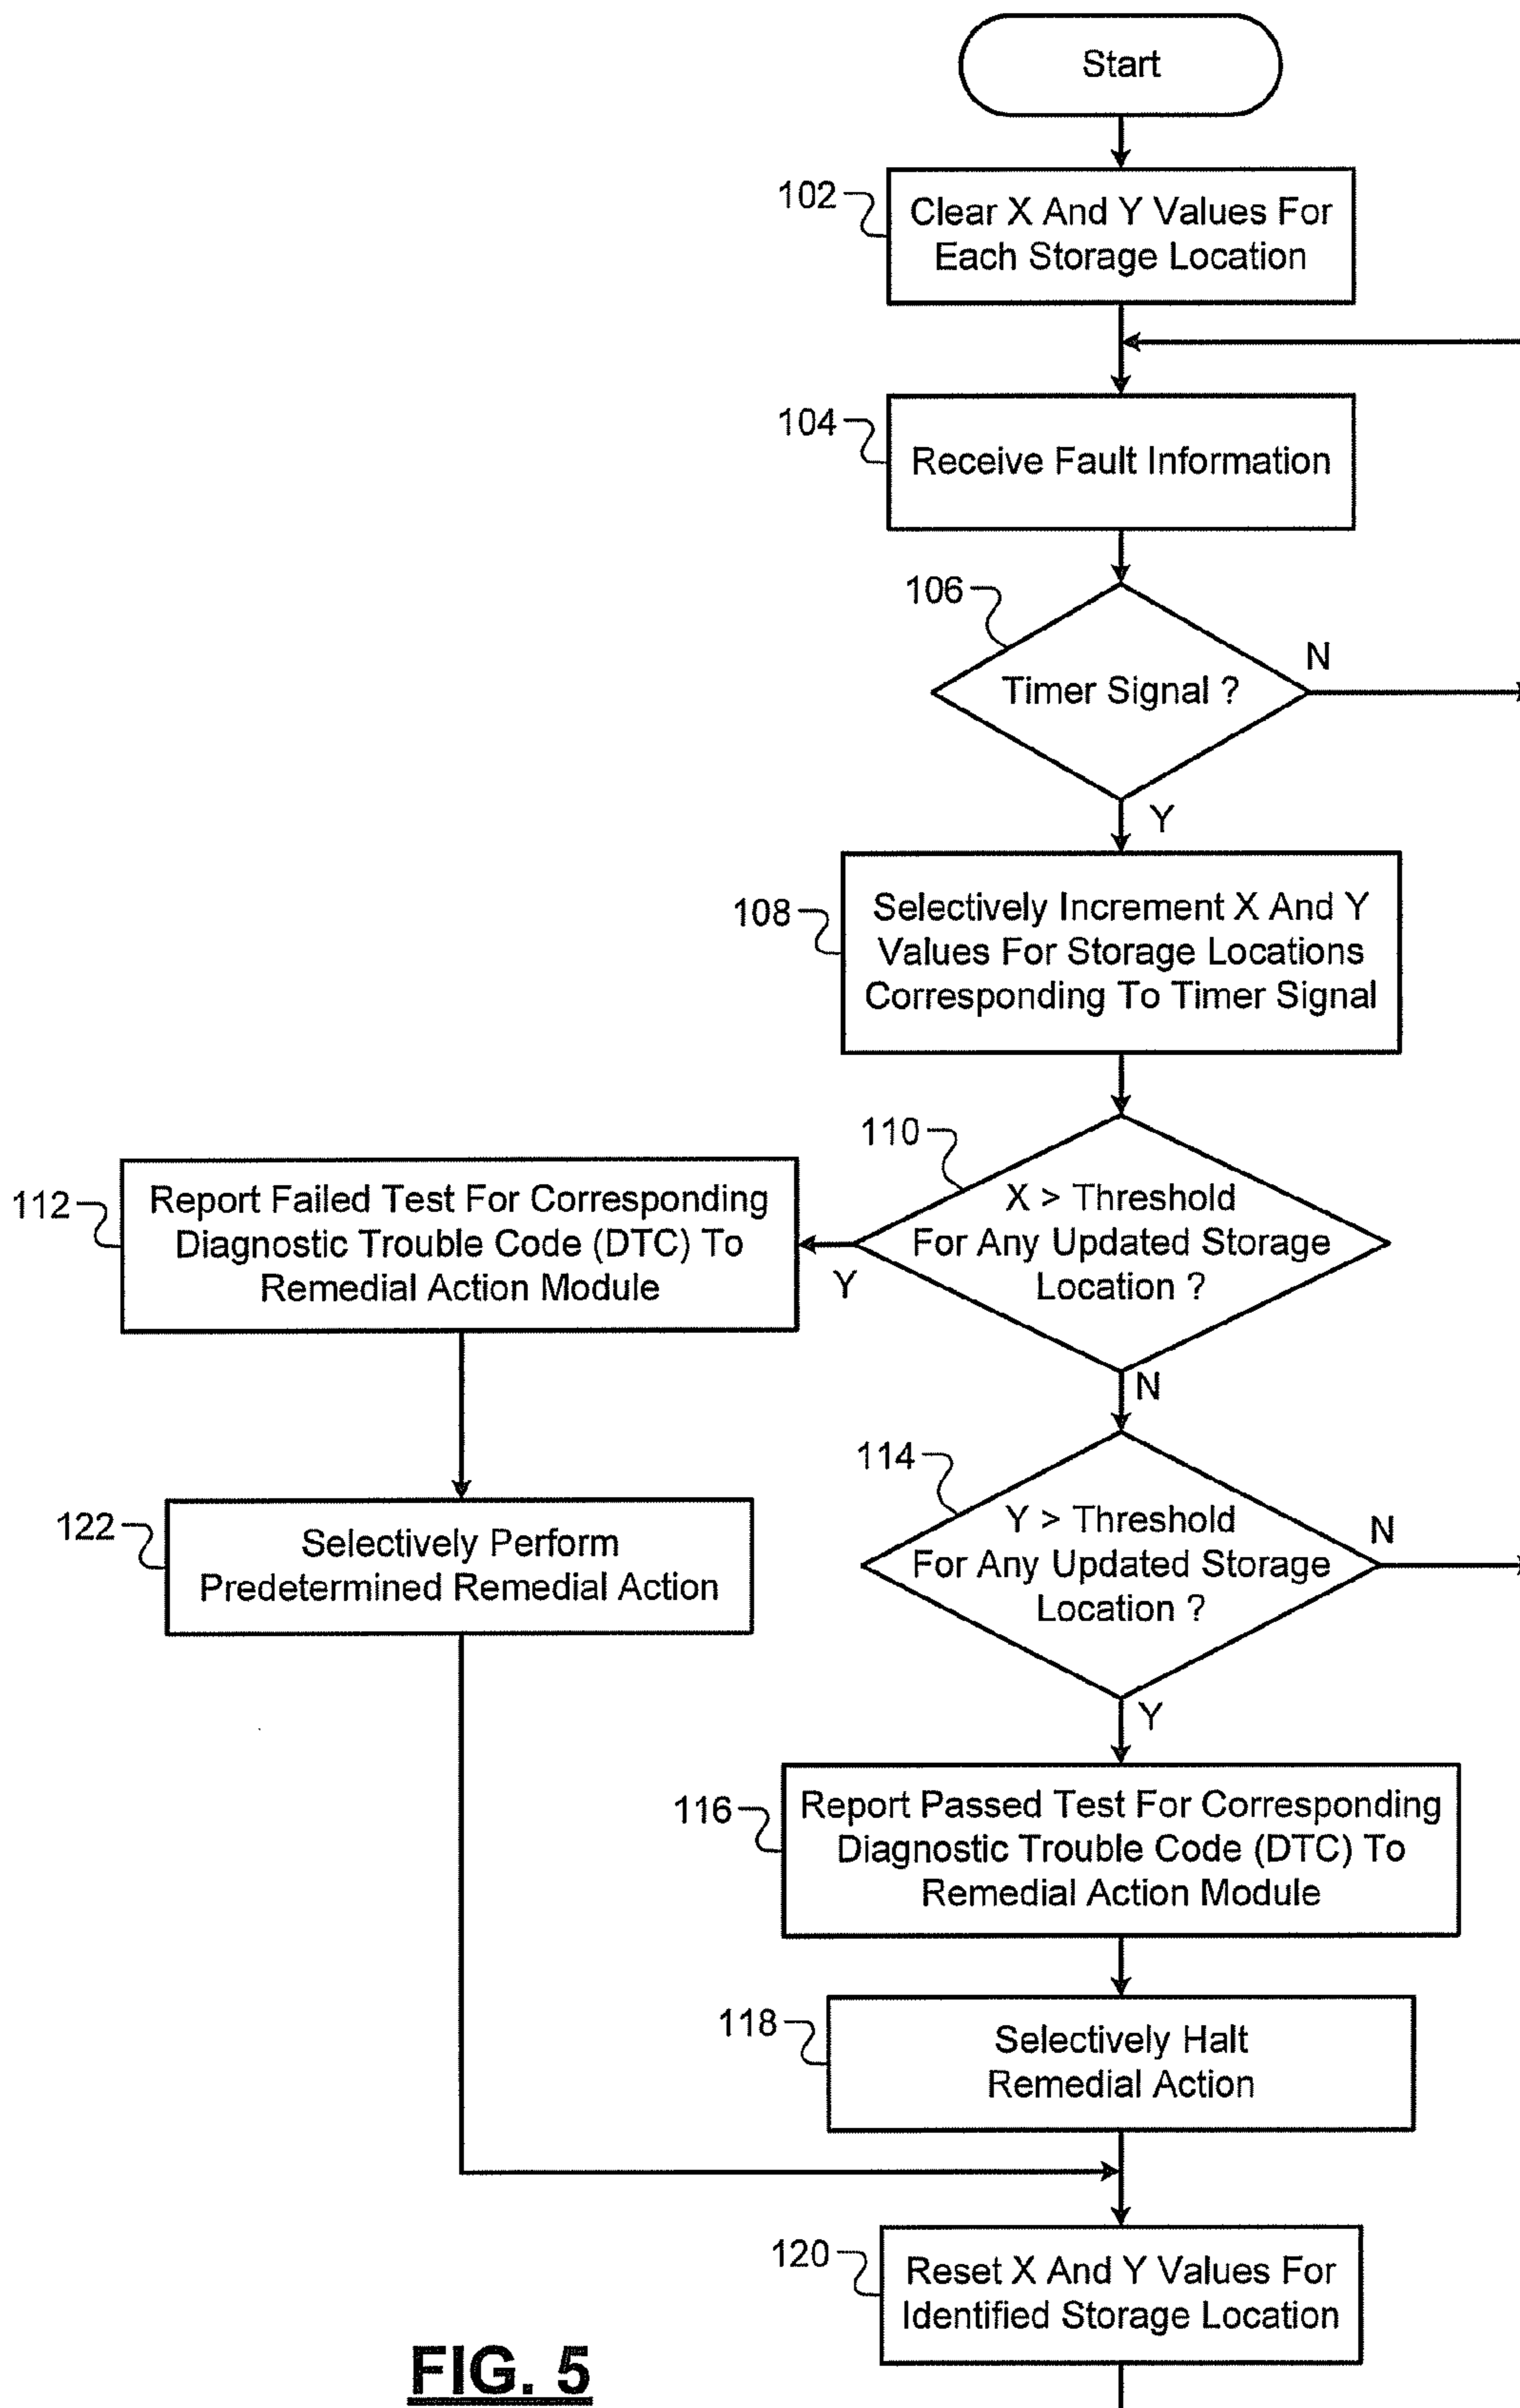 Start
102
Clear X And Y Values For
Each Storage Location
104
Receive Fault Information
106
Timer Signal ?
N
Y
108
Selectively Increment X And Y
Values For Storage Locations
Corresponding To Timer Signal
110
X > Threshold
For Any Updated Storage
Location ?
Y
N
112
Report Failed Test For Corresponding
Diagnostic Trouble Code (DTC) To
Remedial Action Module
114
Y > Threshold
For Any Updated Storage
Location ?
N
Y
122
Selectively Perform
Predetermined Remedial Action
116
Report Passed Test For Corresponding
Diagnostic Trouble Code (DTC) To
Remedial Action Module
118
Selectively Halt
Remedial Action
120
Reset X And Y Values For
Identified Storage Location
FIG. 5